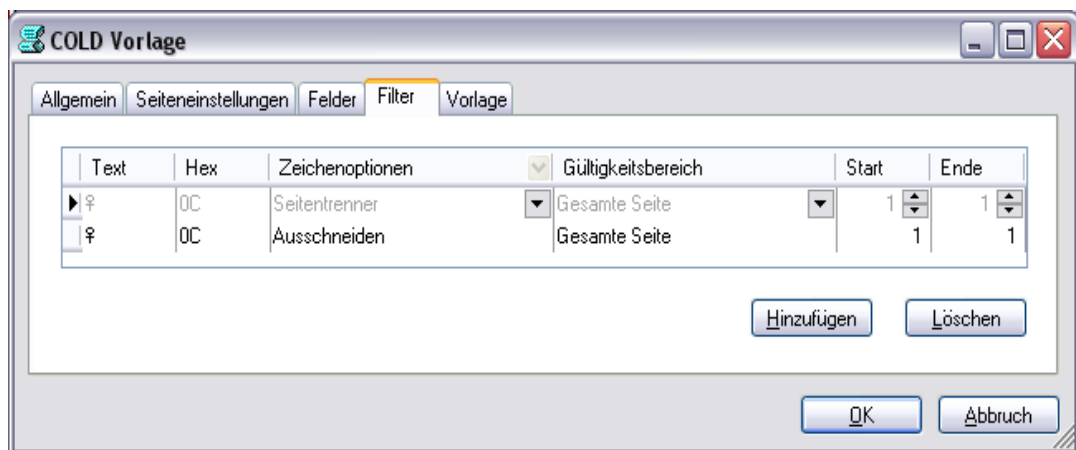 COLD Vorlage
Allgemein Seiteneinstellungen Felder Filter Vorlage
Text Hex Zeichenoptionen Gültigkeitsbereich Start Ende
♀ 0C Seitentrenner Gesamte Seite 1 1
♀ 0C Ausschneiden Gesamte Seite 1 1
Hinzufügen Löschen
OK Abbruch